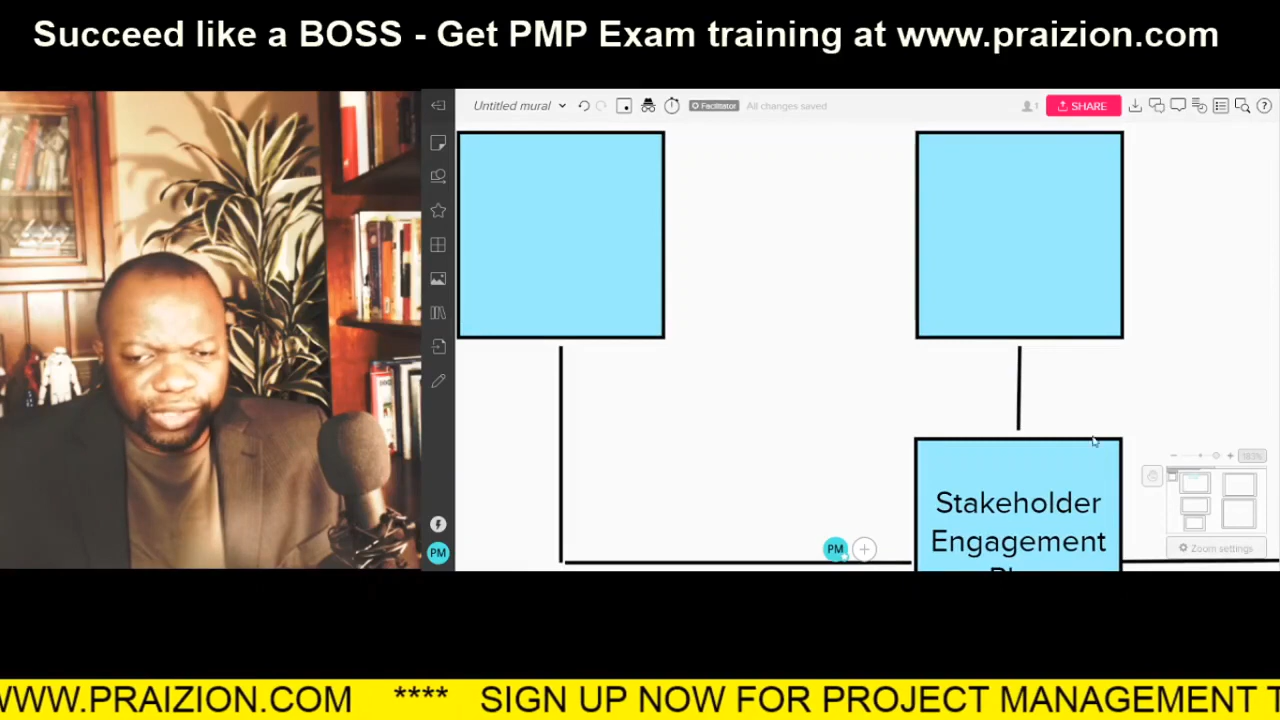 Succeed like a BOSS - Get PMP Exam training at www.praizion.com
Untitled mural
Facilitator
All changes saved
SHARE
Stakeholder
Engagement
PM
PM
Zoom settings
WWW.PRAIZION.COM **** SIGN UP NOW FOR PROJECT MANAGEMENT T